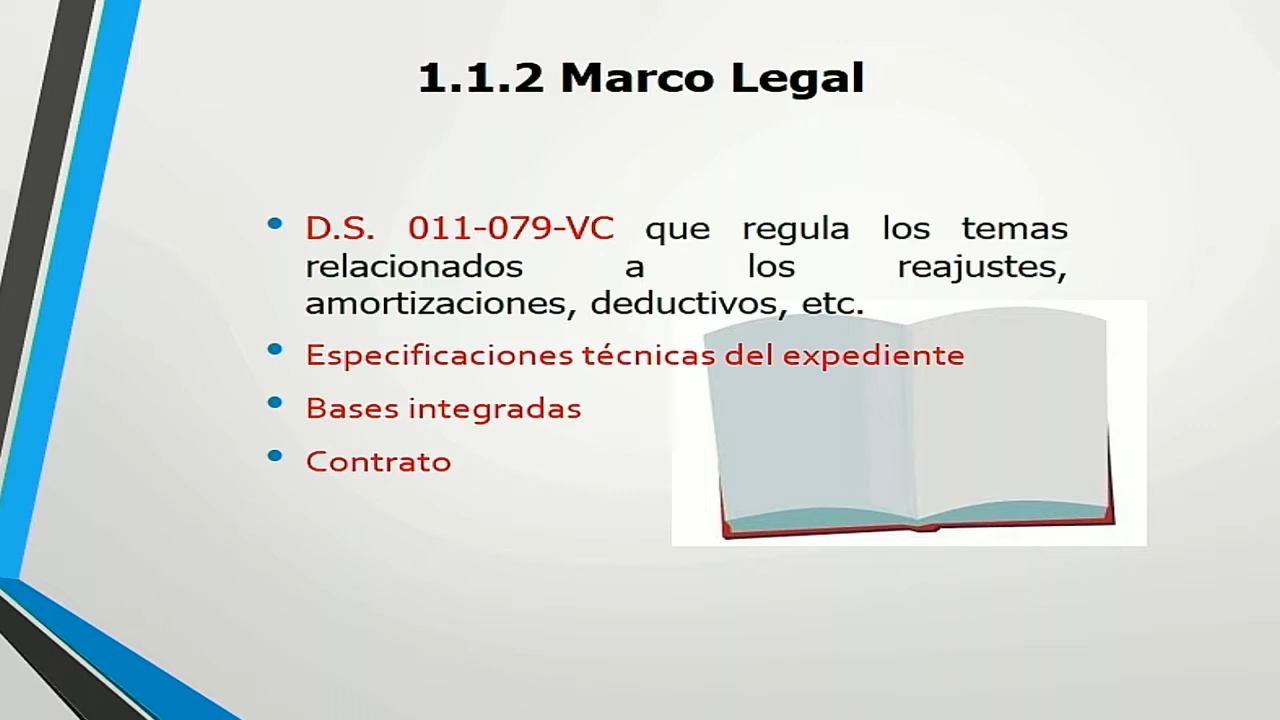 1.1.2 Marco Legal
• D.S. 011-079-VC que regula los temas
relacionados a los reajustes,
amortizaciones, deductivos, etc.
• Especificaciones técnicas del expediente
• Bases integradas
• Contrato